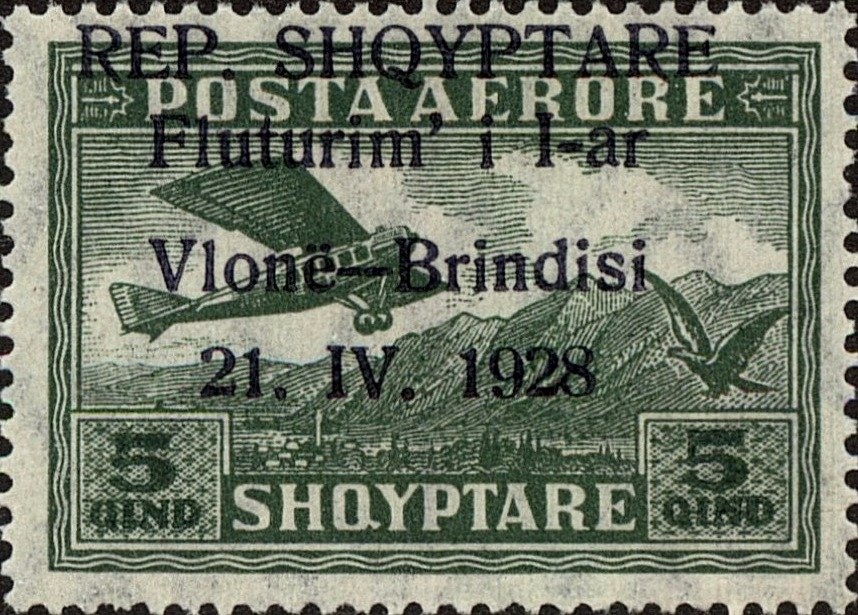 REP. SHQYPTARE
POSTA AERORE
Fluturim' i I-ar
Vlonë—Brindisi
21. IV. 1928
5 5
QIND QIND
SHQYPTARE